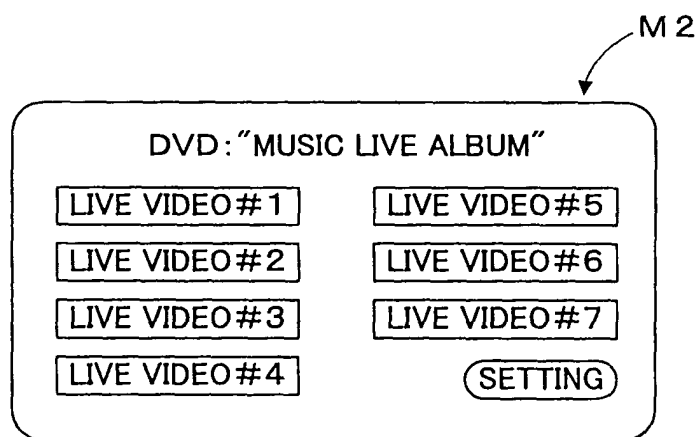 M2
DVD:"MUSIC LIVE ALBUM"
LIVE VIDEO#1
LIVE VIDEO#2
LIVE VIDEO#3
LIVE VIDEO#4
LIVE VIDEO#5
LIVE VIDEO#6
LIVE VIDEO#7
SETTING